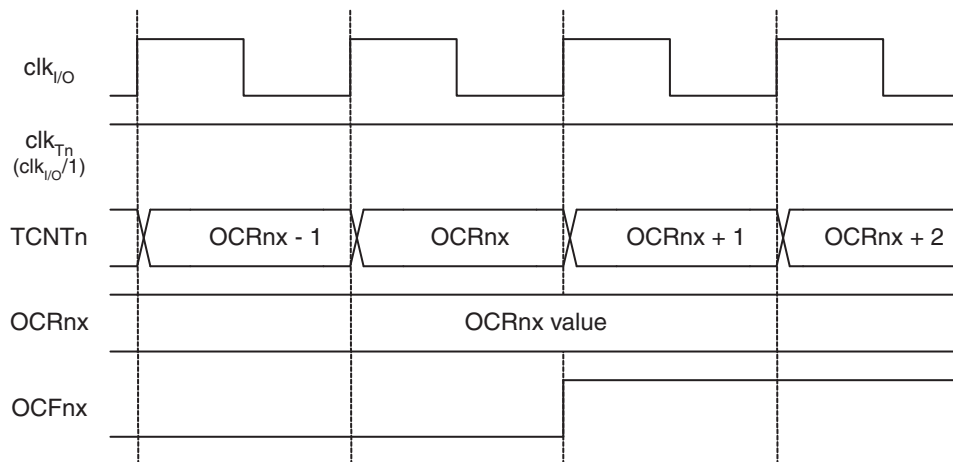 clkI/O
clkTn
(clkI/O/1)
TCNTn
OCRnx - 1
OCRnx
OCRnx + 1
OCRnx + 2
OCRnx
OCRnx value
OCFnx